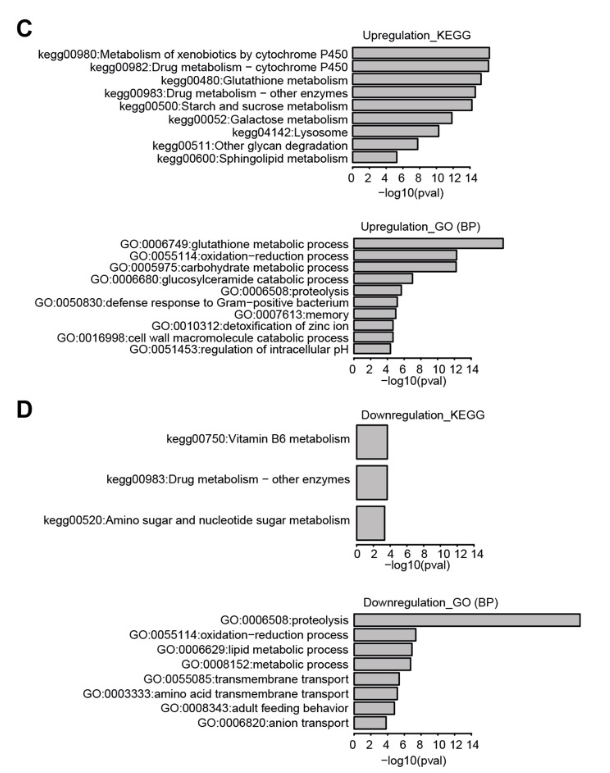 C
Upregulation_KEGG
kegg00980:Metabolism of xenobiotics by cytochrome P450
kegg00982:Drug metabolism − cytochrome P450
kegg00480:Glutathione metabolism
kegg00983:Drug metabolism − other enzymes
kegg00500:Starch and sucrose metabolism
kegg00052:Galactose metabolism
kegg04142:Lysosome
kegg00511:Other glycan degradation
kegg00600:Sphingolipid metabolism
0 2 4 6 8 10 12 14
−log10(pval)
Upregulation_GO (BP)
GO:0006749:glutathione metabolic process
GO:0055114:oxidation−reduction process
GO:0005975:carbohydrate metabolic process
GO:0006680:glucosylceramide catabolic process
GO:0006508:proteolysis
GO:0050830:defense response to Gram−positive bacterium
GO:0007613:memory
GO:0010312:detoxification of zinc ion
GO:0016998:cell wall macromolecule catabolic process
GO:0051453:regulation of intracellular pH
0 2 4 6 8 10 12 14
−log10(pval)
D
Downregulation_KEGG
kegg00750:Vitamin B6 metabolism
kegg00983:Drug metabolism − other enzymes
kegg00520:Amino sugar and nucleotide sugar metabolism
0 2 4 6 8 10 12 14
−log10(pval)
Downregulation_GO (BP)
GO:0006508:proteolysis
GO:0055114:oxidation−reduction process
GO:0006629:lipid metabolic process
GO:0008152:metabolic process
GO:0055085:transmembrane transport
GO:0003333:amino acid transmembrane transport
GO:0008343:adult feeding behavior
GO:0006820:anion transport
0 2 4 6 8 10 12 14
−log10(pval)